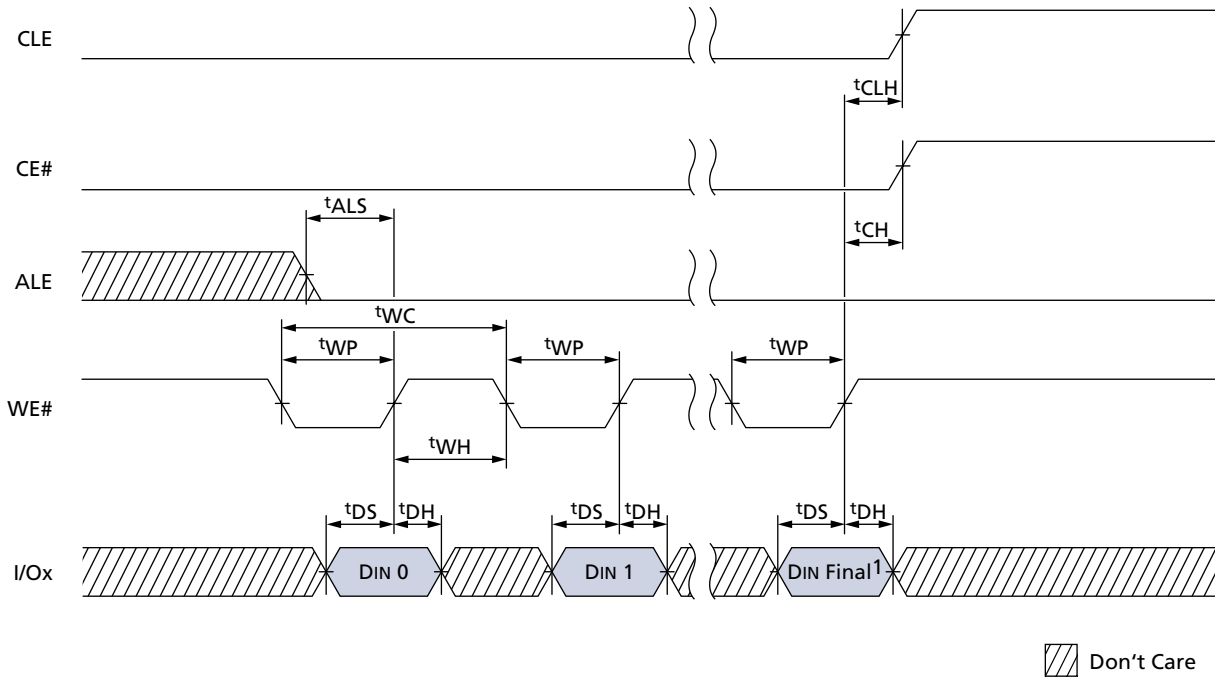 CLE
tCLH
CE#
tALS
tCH
ALE
tWC
tWP tWP tWP
WE#
tWH
tDS tDH tDS tDH tDS tDH
I/Ox DIN 0 DIN 1 DIN Final1
Don't Care